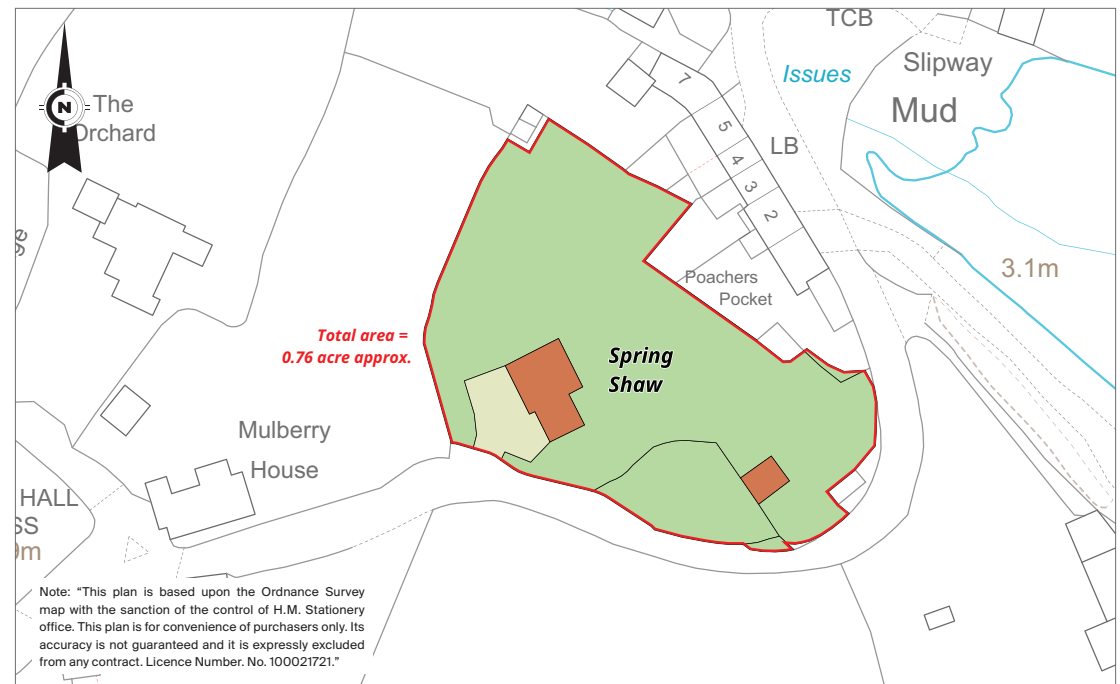 TCB
Issues
Slipway
Mud
7
N
The
Orchard
5
LB
4
3
2
ge
3.1m
Poachers
Pocket
Total area =
0.76 acre approx.
Spring
Shaw
Mulberry
House
HALL
SS
9m
Note: “This plan is based upon the Ordnance Survey
map with the sanction of the control of H.M. Stationery
office. This plan is for convenience of purchasers only. Its
accuracy is not guaranteed and it is expressly excluded
from any contract. Licence Number. No. 100021721.”